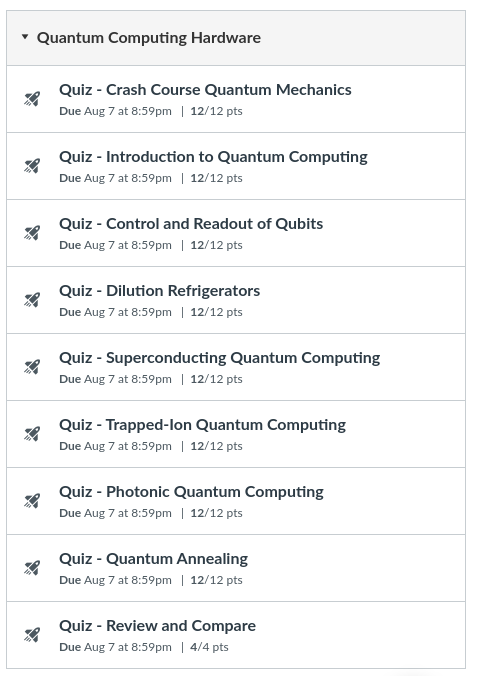 Quantum Computing Hardware
Quiz - Crash Course Quantum Mechanics
Due Aug 7 at 8:59pm | 12/12 pts
Quiz - Introduction to Quantum Computing
Due Aug 7 at 8:59pm | 12/12 pts
Quiz - Control and Readout of Qubits
Due Aug 7 at 8:59pm | 12/12 pts
Quiz - Dilution Refrigerators
Due Aug 7 at 8:59pm | 12/12 pts
Quiz - Superconducting Quantum Computing
Due Aug 7 at 8:59pm | 12/12 pts
Quiz - Trapped-Ion Quantum Computing
Due Aug 7 at 8:59pm | 12/12 pts
Quiz - Photonic Quantum Computing
Due Aug 7 at 8:59pm | 12/12 pts
Quiz - Quantum Annealing
Due Aug 7 at 8:59pm | 12/12 pts
Quiz - Review and Compare
Due Aug 7 at 8:59pm | 4/4 pts